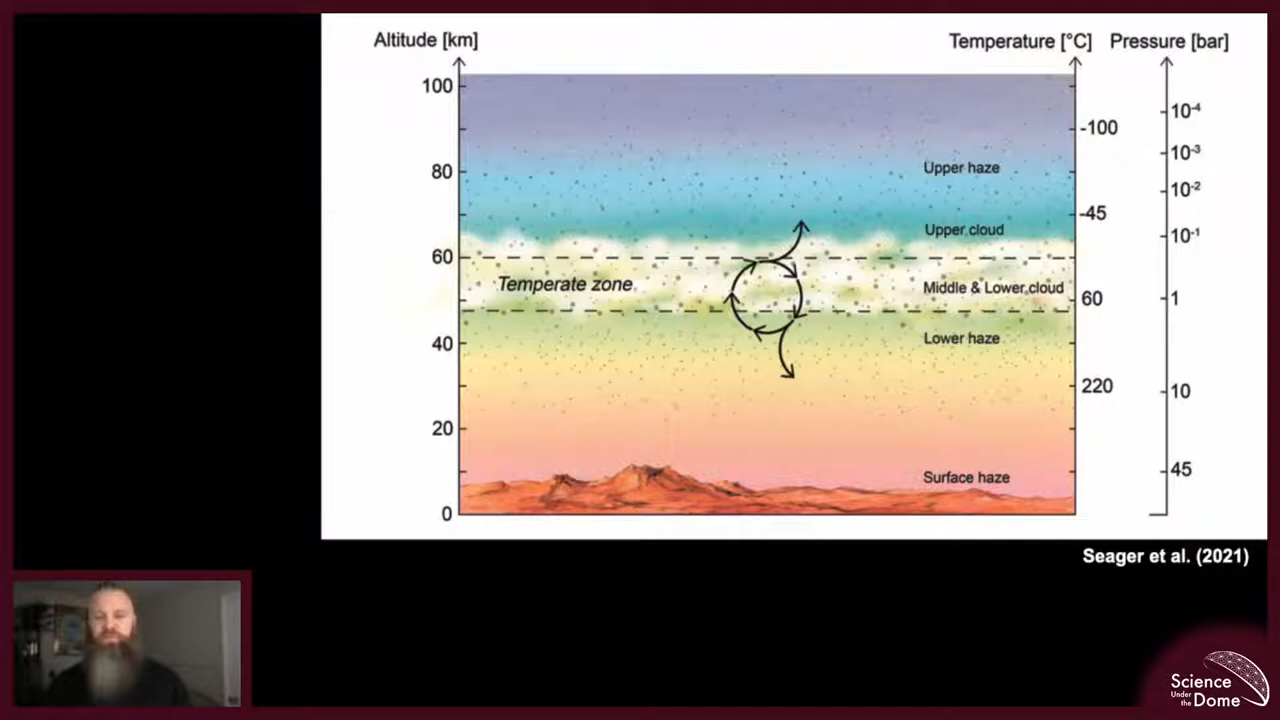 Altitude [km]
Temperature [°C]
Pressure [bar]
100
80
60
40
20
0
Upper haze
Upper cloud
Temperate zone
Middle & Lower cloud
Lower haze
Surface haze
-100
-45
60
220
10⁻⁴
10⁻³
10⁻²
10⁻¹
1
10
45
Seager et al. (2021)
Science
Under
the Dome